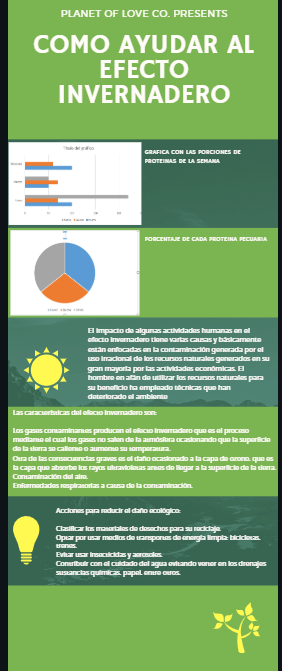 PLANET OF LOVE CO. PRESENTS
COMO AYUDAR AL
EFECTO
INVERNADERO
Título del gráfico
GRAFICA CON LAS PORCIONES DE
PROTEINAS DE LA SEMANA
PORCENTAJE DE CADA PROTEINA PECUARIA
El impacto de algunas actividades humanas en el
efecto invernadero tiene varias causas y básicamente
están enfocadas en la contaminación generada por el
uso irracional de los recursos naturales generados en su
gran mayoría por las actividades económicas. El
hombre en afán de utilizar los recursos naturales para
su beneficio ha empleado técnicas que han
deteriorado el ambiente
Las características del efecto invernadero son:
Los gases contaminantes producen el efecto invernadero que es el proceso
mediante el cual los gases no salen de la atmósfera ocasionando que la superficie
de la tierra se caliente o aumente su temperatura.
Otra de las consecuencias graves es el daño ocasionado a la capa de ozono, que es
la capa que absorbe los rayos ultravioletas antes de llegar a la superficie de la tierra.
Contaminación del aire.
Enfermedades respiratorias a causa de la contaminación.
Acciones para reducir el daño ecológico:
Clasificar los materiales de desechos para su reciclaje.
Optar por usar medios de transportes de energía limpia: bicicletas,
trenes.
Evitar usar insecticidas y aerosoles.
Contribuir con el cuidado del agua evitando verter en los drenajes
sustancias químicas, papel, entre otros.